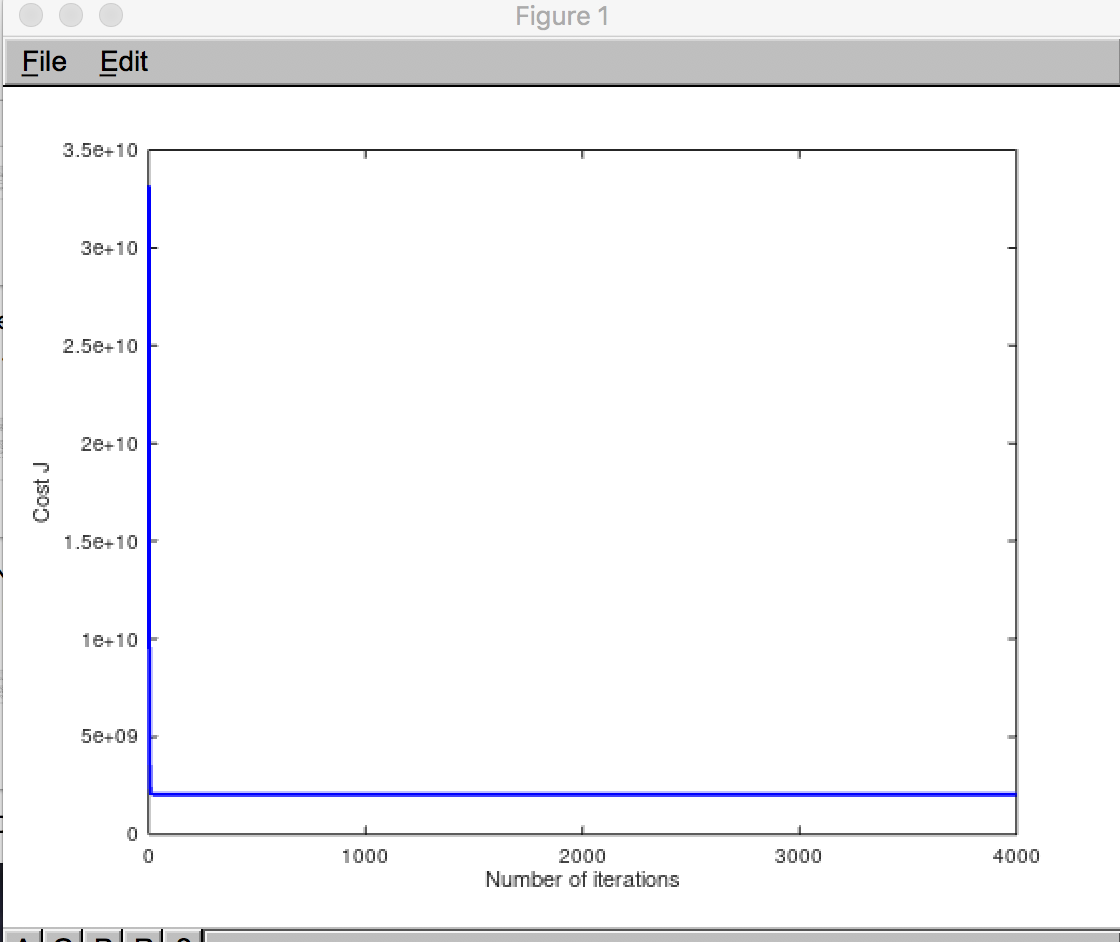 Figure 1
File Edit
3.5e+10
3e+10
2.5e+10
2e+10
1.5e+10
1e+10
5e+09
0
Cost J
0 1000 2000 3000 4000
Number of iterations